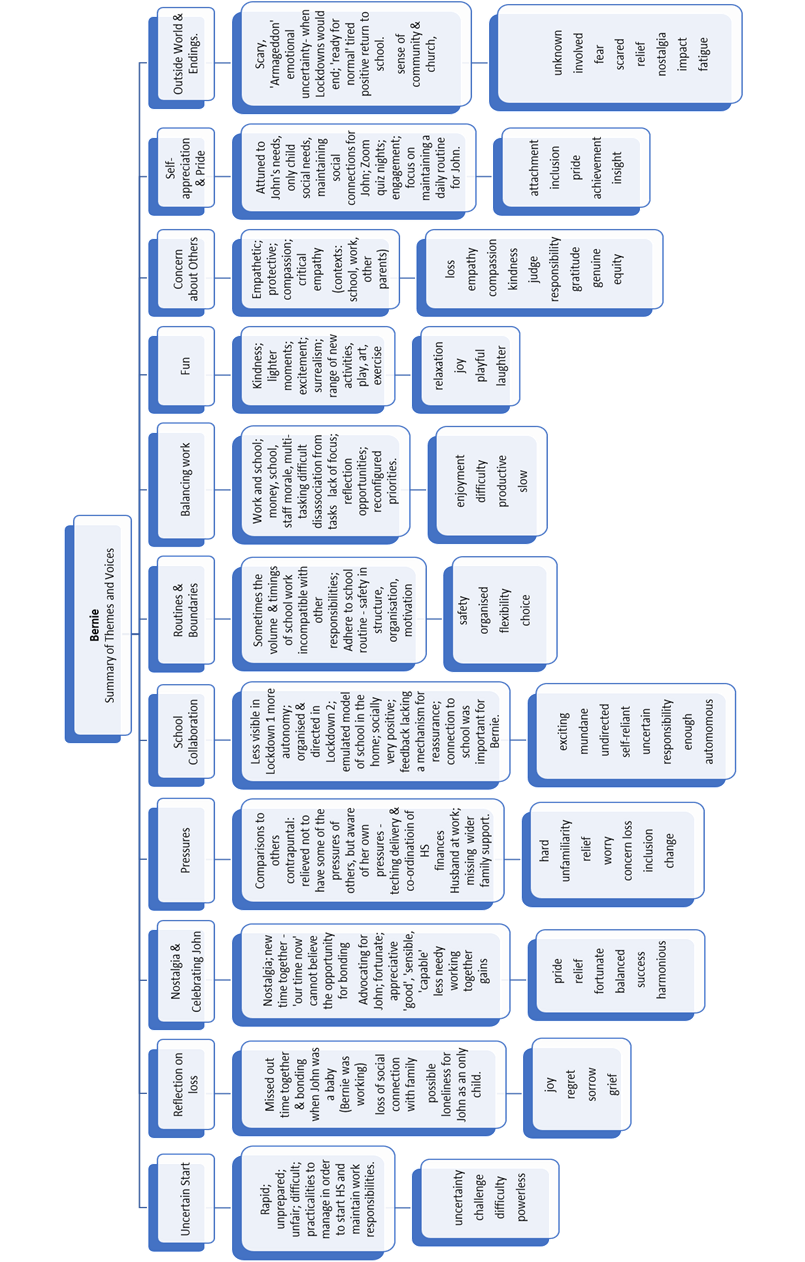 Bernie
Summary of Themes and Voices
Uncertain Start
Rapid;
unprepared;
unfair; difficult;
practicalities to
manage in order
to start HS and
maintain work
responsibilities.
uncertainty
challenge
difficulty
powerless
Reflection on
loss
Missed out
time together
& bonding
when John was
a baby
(Bernie was
working)
loss of social
connection
with family
possible
loneliness for
John as an only
child.
joy
regret
sorrow
grief
Nostalgia &
Celebrating John
Nostalgia; new
time together -
'our time now'
cannot believe
the opportunity
for bonding
Advocating for
John; fortunate;
appreciative
'good', 'sensible,
'capable'
less needy
working
together
gains
pride
relief
fortunate
balanced
success
harmonious
Pressures
Comparisons to
others
contrapuntal:
relieved not to
have some of the
pressures of
others, but aware
of her own
pressures -
teching delivery &
co-ordinatioin of
HS
finances
Husband at work;
missing wider
family support.
hard
unfamiliarity
relief
worry
concern loss
inclusion
change
School
Collaboration
Less visible in
Lockdown 1 more
autonomy;
organised &
directed in
Lockdown 2;
emulated model
of school in the
home; socially
very positive;
feedback lacking
a mechanism for
reassurance;
connection to
school was
important for
Bernie.
exciting
mundane
undirected
self-reliant
uncertain
responsibility
enough
automomous
Routines &
Boundaries
Sometimes the
volume & timings
of school work
incompatible with
other
responsibilities;
Adhere to school
routine - safety in
structure,
organisation,
motivation
safety
organised
flexibility
choice
Balancing work
Work and school;
money, school,
staff morale, multi-
tasking difficult
disassociation from
tasks lack of focus;
reflection
opportunities;
reconfigured
priorities.
enjoyment
difficulty
productive
slow
Fun
Kindness;
lighter
moments;
excitement;
surrealism;
range of new
activities,
play, art,
exercise
relaxation
joy
playful
laughter
Concern
about Others
Empathetic;
protective;
compassion;
critical
empathy
(contexts:
school, work,
other
parents)
loss
empathy
compassion
kindness
judge
responsibility
gratitude
genuine
equity
Self-
appreciation
& Pride
Attuned to
John's needs,
only child
social needs,
maintaining
social
connections for
John; Zoom
quiz nights;
engagement;
focus on
maintaining a
daily routine
for John.
attachment
inclusion
pride
achievement
insight
Outside World &
Endings.
Scary,
'Armageddon'
emotional
uncertainty- when
Lockdowns would
end; 'ready for
normal' tired
positive return to
school.
sense of
community &
church,
unknown
involved
fear
scared
relief
nostalgia
impact
fatigue